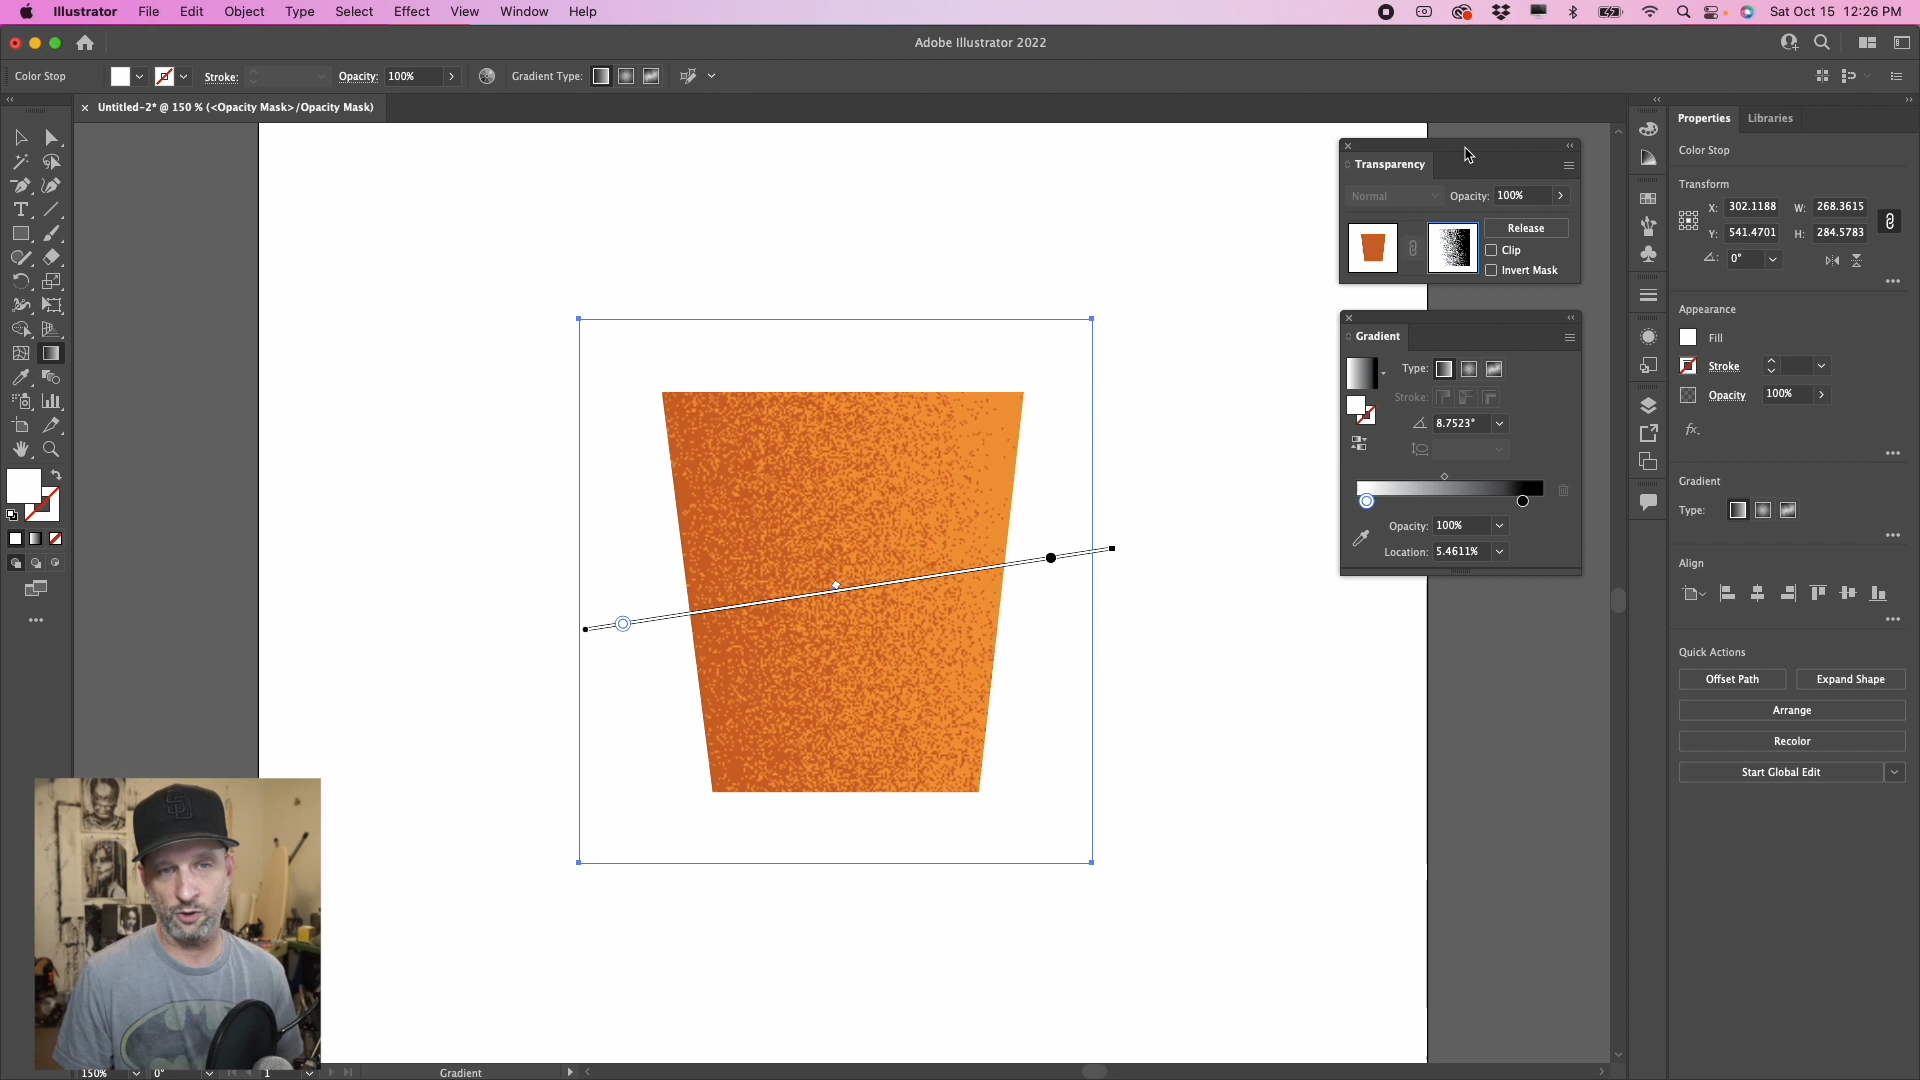 Illustrator File Edit Object Type Select Effect View Window Help
Sat Oct 15 12:26 PM
Adobe Illustrator 2022
Color Stop
Stroke:
Opacity: 100%
Gradient Type:
Untitled-2* @ 150 % (<Opacity Mask>/Opacity Mask)
Transparency
Normal
Opacity: 100%
Release
Clip
Invert Mask
Gradient
Type:
Stroke:
8.7523°
Opacity: 100%
Location: 5.4611%
Properties
Libraries
Color Stop
Transform
X: 302.1188
W: 268.3615
Y: 541.4701
H: 284.5783
0°
Appearance
Fill
Stroke
Opacity 100%
fx.
Gradient
Type:
Align
Quick Actions
Offset Path
Expand Shape
Arrange
Recolor
Start Global Edit
150%
0°
1
Gradient